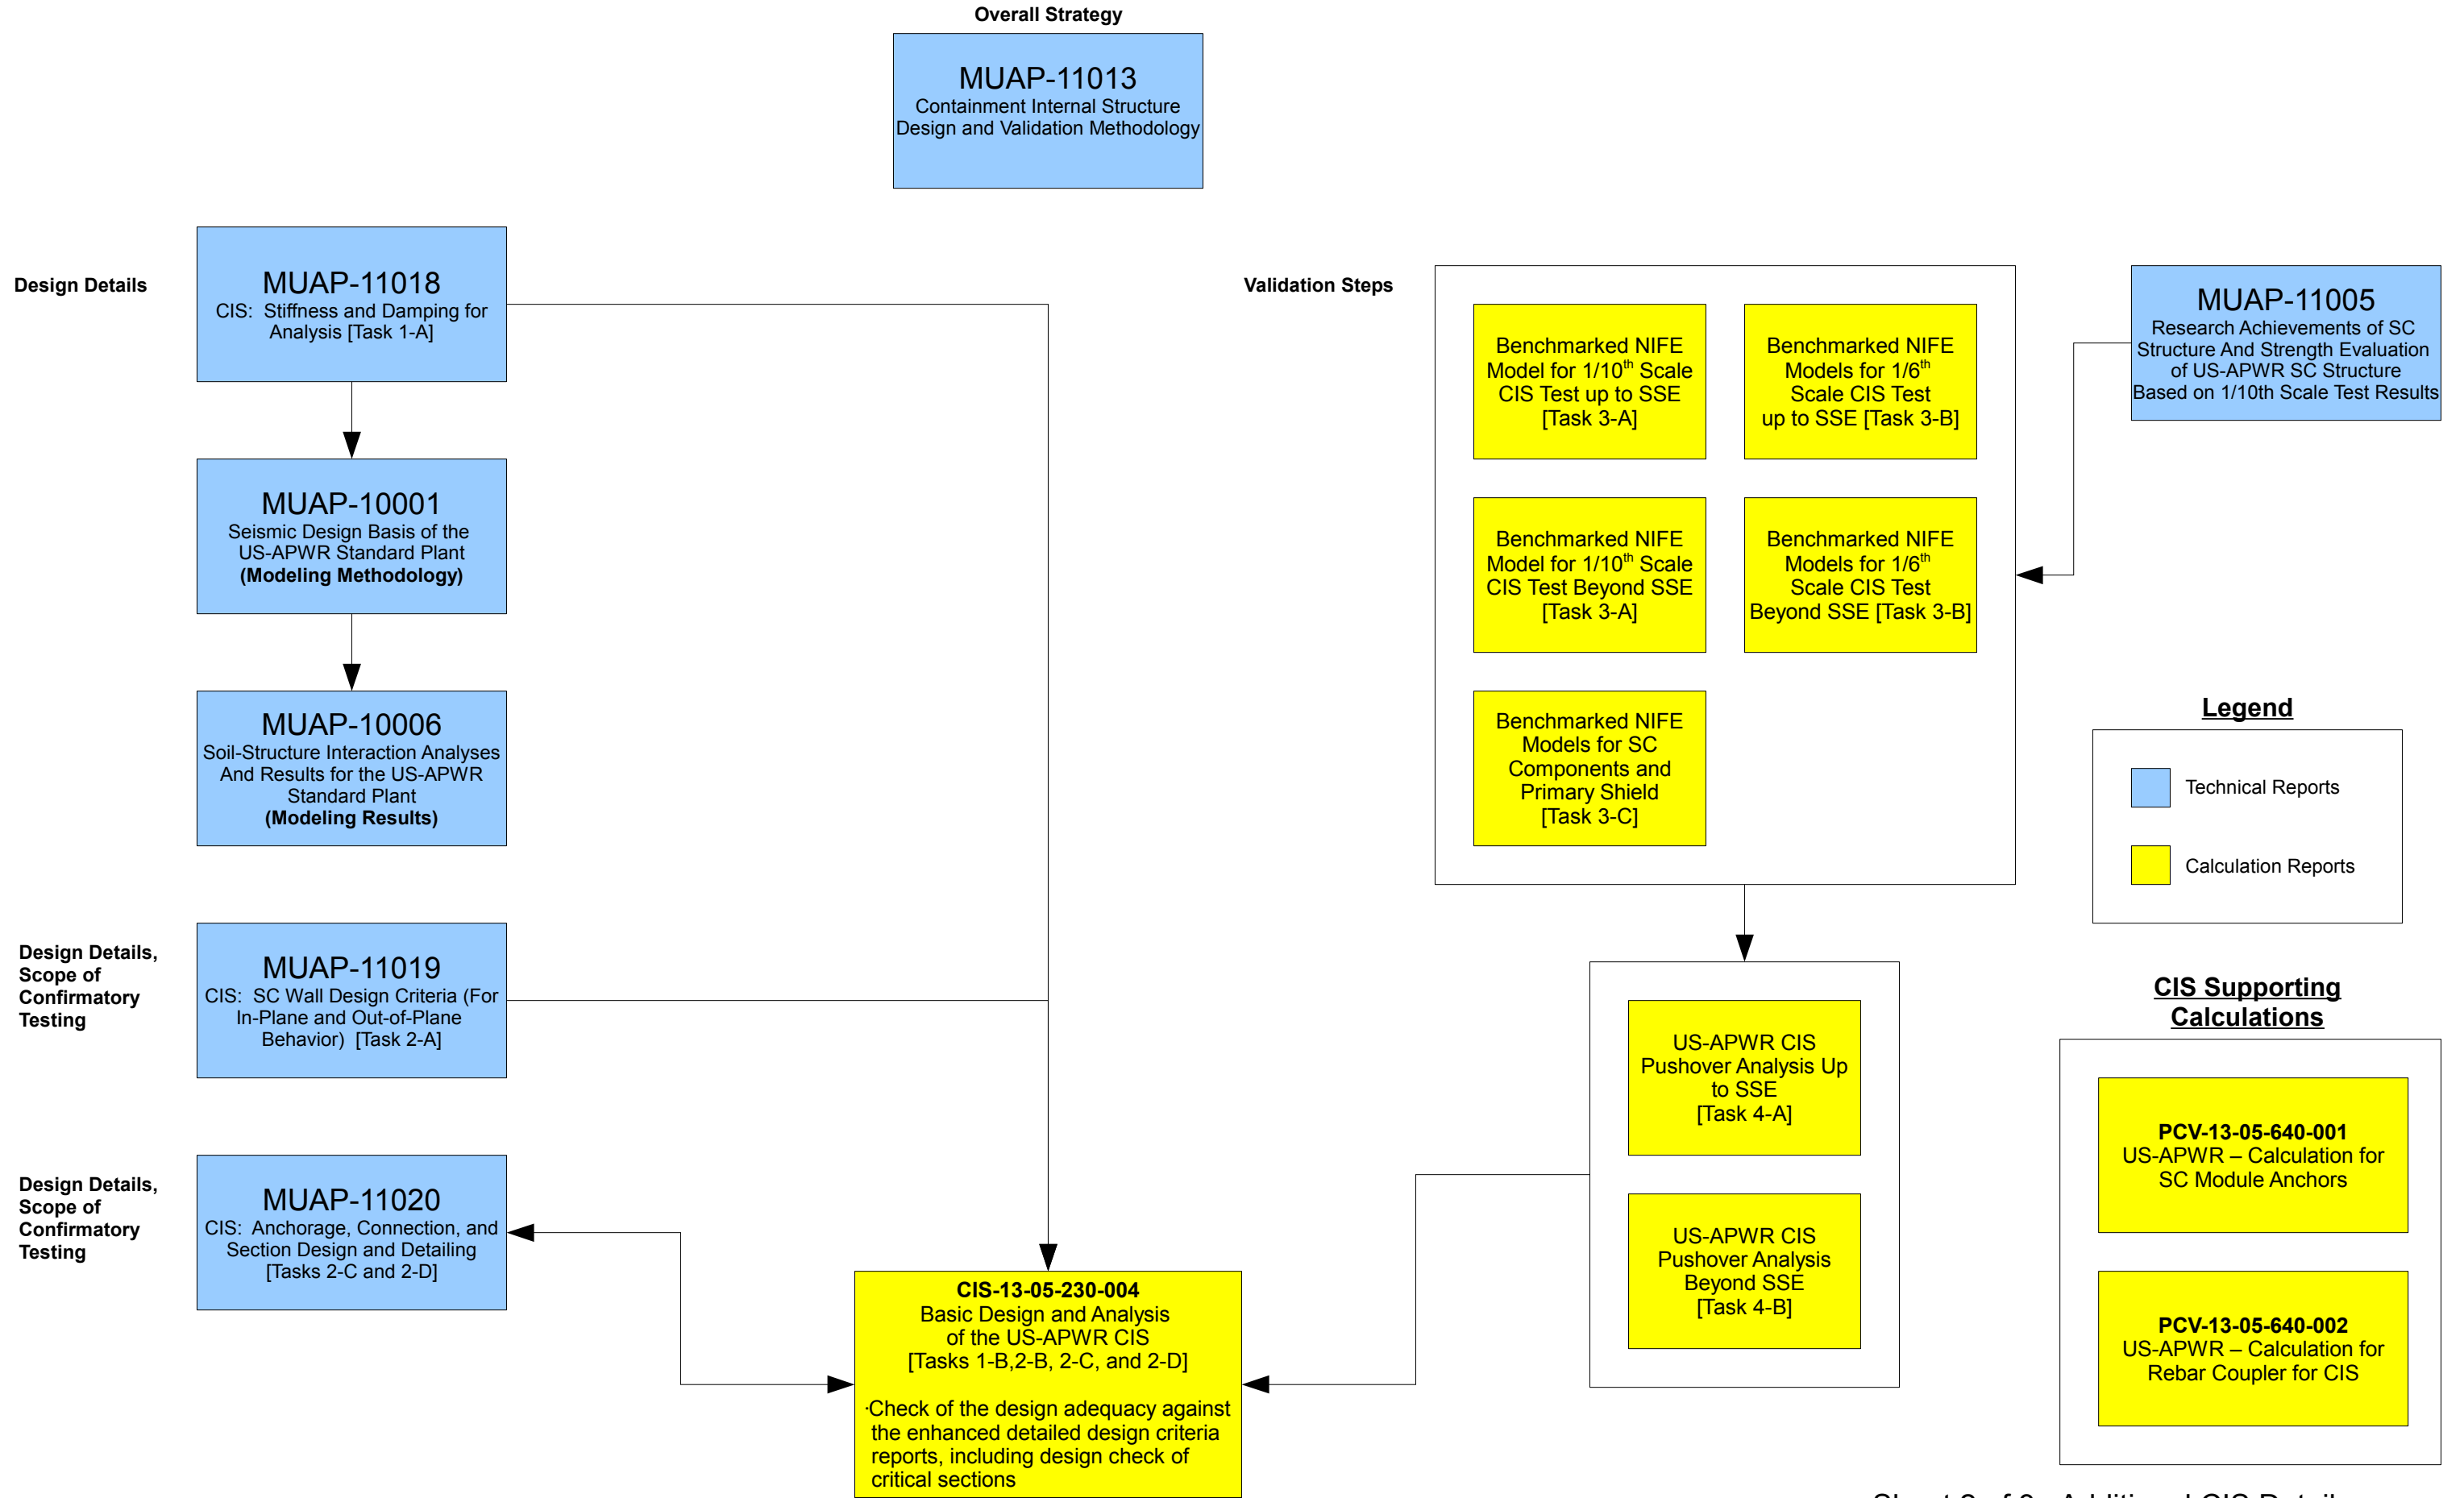 Overall Strategy
MUAP-11013
Containment Internal Structure
Design and Validation Methodology
Design Details
MUAP-11018
CIS: Stiffness and Damping for
Analysis [Task 1-A]
MUAP-10001
Seismic Design Basis of the
US-APWR Standard Plant
(Modeling Methodology)
MUAP-10006
Soil-Structure Interaction Analyses
And Results for the US-APWR
Standard Plant
(Modeling Results)
Design Details,
Scope of
Confirmatory
Testing
MUAP-11019
CIS: SC Wall Design Criteria (For
In-Plane and Out-of-Plane
Behavior) [Task 2-A]
Design Details,
Scope of
Confirmatory
Testing
MUAP-11020
CIS: Anchorage, Connection, and
Section Design and Detailing
[Tasks 2-C and 2-D]
CIS-13-05-230-004
Basic Design and Analysis
of the US-APWR CIS
[Tasks 1-B,2-B, 2-C, and 2-D]
·Check of the design adequacy against
the enhanced detailed design criteria
reports, including design check of
critical sections
Validation Steps
Benchmarked NIFE
Model for 1/10th Scale
CIS Test up to SSE
[Task 3-A]
Benchmarked NIFE
Models for 1/6th
Scale CIS Test
up to SSE [Task 3-B]
Benchmarked NIFE
Model for 1/10th Scale
CIS Test Beyond SSE
[Task 3-A]
Benchmarked NIFE
Models for 1/6th
Scale CIS Test
Beyond SSE [Task 3-B]
Benchmarked NIFE
Models for SC
Components and
Primary Shield
[Task 3-C]
US-APWR CIS
Pushover Analysis Up
to SSE
[Task 4-A]
US-APWR CIS
Pushover Analysis
Beyond SSE
[Task 4-B]
MUAP-11005
Research Achievements of SC
Structure And Strength Evaluation
of US-APWR SC Structure
Based on 1/10th Scale Test Results
Legend
Technical Reports
Calculation Reports
CIS Supporting
Calculations
PCV-13-05-640-001
US-APWR – Calculation for
SC Module Anchors
PCV-13-05-640-002
US-APWR – Calculation for
Rebar Coupler for CIS